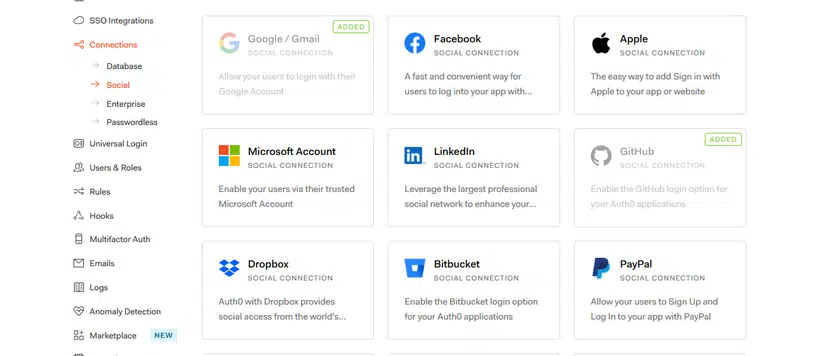 SSO Integrations
Connections
Database
Social
Enterprise
Passwordless
Universal Login
Users & Roles
Rules
Hooks
Multifactor Auth
Emails
Logs
Anomaly Detection
Marketplace NEW
ADDED
Google / Gmail
SOCIAL CONNECTION
Allow your users to login with their
Google Account
Facebook
SOCIAL CONNECTION
A fast and convenient way for
users to log into your app with...
Apple
SOCIAL CONNECTION
The easy way to add Sign in with
Apple to your app or website
Microsoft Account
SOCIAL CONNECTION
Enable your users via their trusted
Microsoft Account
LinkedIn
SOCIAL CONNECTION
Leverage the largest professional
social network to enhance your...
ADDED
GitHub
SOCIAL CONNECTION
Enable the GitHub login option for
your Auth0 applications
Dropbox
SOCIAL CONNECTION
Auth0 with Dropbox provides
social access from the world's...
Bitbucket
SOCIAL CONNECTION
Enable the Bitbucket login option
for your Auth0 applications
PayPal
SOCIAL CONNECTION
Allow your users to Sign Up and
Log In to your app with PayPal